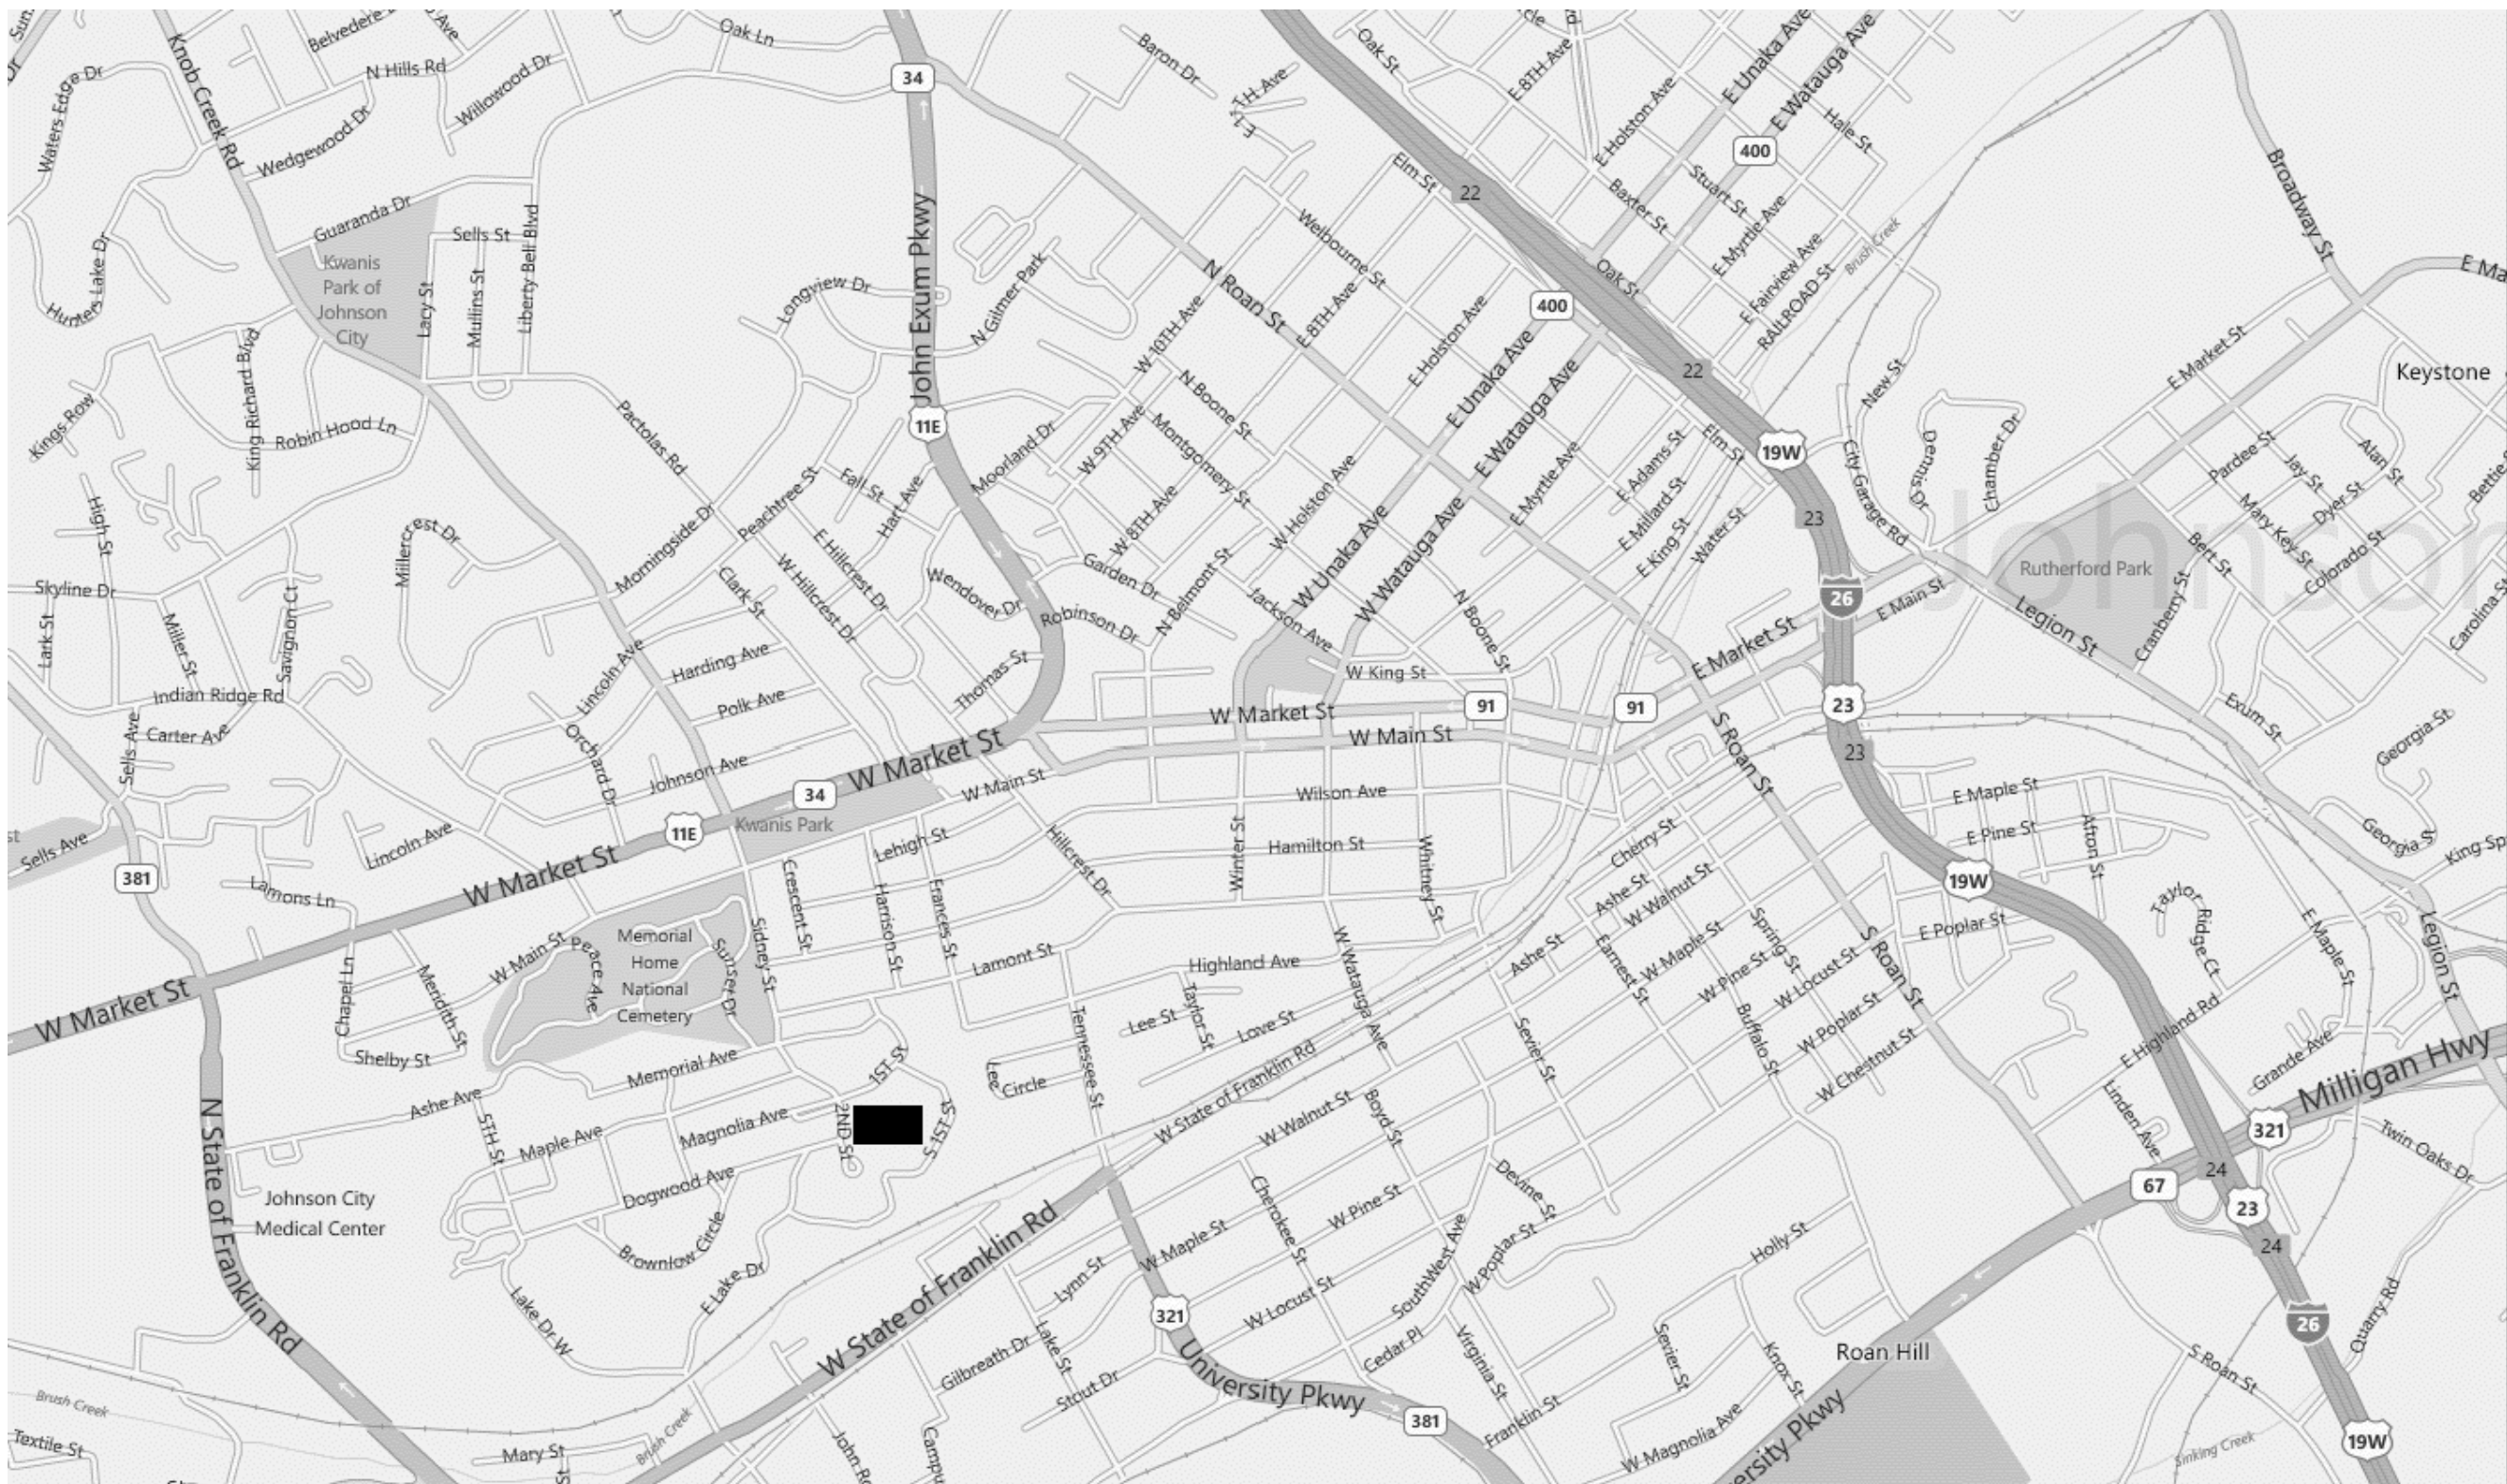 Knob Creek Rd
Belvedere
Oak Ln
N Hills Rd
Willowood Dr
Wedgewood Dr
Waters Edge Dr
Hunters Lake Dr
Guaranda Dr
Kwanis
Park of
Johnson
City
Sells St
Lacy St
Mullins St
Liberty Bell Blvd
34
John Exum Pkwy
11E
Longview Dr
N Gilmer Park
Baron Dr
Oak St
E 8TH Ave
E Holston Ave
E Unaka Ave
E Watauga Ave
400
Hale St
Elm St
22
Baxter St
Stuart St
E Myrtle Ave
E Fairview Ave
RAILROAD St
Brush Creek
Welbourne St
Oak St
400
22
N Roan St
E 8TH Ave
E Holston Ave
E Unaka Ave
E Watauga Ave
W 10TH Ave
N Boone St
Montgomery St
W 9TH Ave
W 8TH Ave
Moorland Dr
W Holston Ave
W Unaka Ave
W Watauga Ave
E Myrtle Ave
E Adams St
E Millard St
E King St
Water St
Elm St
19W
23
26
New St
City Garage Rd
Dennis Dr
Chamber Dr
Broadway St
E Ma
E Market St
Keystone
Pardee St
Jay St
Alan St
Dyer St
Mary Key St
Colorado St
Bert St
Bettie
Carolina St
Johnson
Rutherford Park
Cranberry St
Legion St
Exum St
Georgia St
Georgia St
King Sp
Kings Row
King Richard Blvd
Robin Hood Ln
High St
Skyline Dr
Lark St
Miller St
Savignon Ct
Millercrest Dr
Pactolas Rd
Morningside Dr
Peachtree St
Fall St
Hart Ave
E Hillcrest Dr
W Hillcrest Dr
Clark St
Wendover Dr
Robinson Dr
Garden Dr
N Belmont St
Jackson Ave
N Boone St
W King St
Thomas St
Harding Ave
Polk Ave
Johnson Ave
Lincoln Ave
Orchard Dr
Indian Ridge Rd
Carter Ave
Sells Ave
Sells Ave
st
381
Lincoln Ave
Lamons Ln
W Market St
11E
34
W Market St
W Market St
91
91
E Market St
E Main St
W Main St
W Main St
Kwanis Park
Lehigh St
Hillcrest Dr
Wilson Ave
Hamilton St
Winter St
Whitney St
23
23
S Roan St
19W
E Maple St
E Pine St
Afton St
E Poplar St
Taylor Ridge Ct
E Maple St
Legion St
Cherry St
Ashe St
W Walnut St
W Maple St
Spring St
W Pine St
W Locust St
W Poplar St
W Chestnut St
Buffalo St
Earnest St
Ashe St
S Roan St
W Market St
Chapel Ln
Meridith St
Shelby St
W Main St
Peace Ave
Memorial
Home
National
Cemetery
Sunset Dr
Sidney St
Crescent St
Harrison St
Frances St
Lamont St
Highland Ave
Taylor St
Lee St
Love St
W Watauga Ave
Tennessee St
Lee Circle
Memorial Ave
Ashe Ave
5TH St
Maple Ave
Magnolia Ave
Dogwood Ave
Brownlow Circle
E Lake Dr
Lake Dr W
1ST St
2ND St
S 1ST St
Johnson City
Medical Center
N State of Franklin Rd
W State of Franklin Rd
W State of Franklin Rd
W Walnut St
Boyd St
Sevier St
Cherokee St
W Pine St
Devine St
W Maple St
W Locust St
SouthWest Ave
W Poplar St
Cedar Pl
Virginia St
Holly St
Sevier St
Knox St
Franklin St
W Magnolia Ave
Lynn St
Lake St
Gilbreath Dr
Stout Dr
321
University Pkwy
381
ersity Pkwy
Roan Hill
E Highland Rd
Grande Ave
Linden Ave
Milligan Hwy
321
Twin Oaks Dr
67
24
23
24
26
Quarry Rd
S Roan St
19W
Sinking Creek
Brush Creek
Textile St
Mary St
Brush Creek
Campu